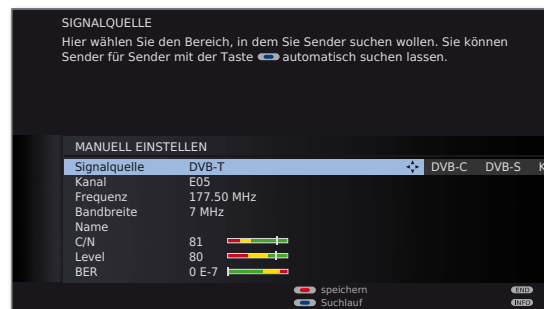 SIGNALQUELLE
Hier wählen Sie den Bereich, in dem Sie Sender suchen wollen. Sie können
Sender für Sender mit der Taste automatisch suchen lassen.
MANUELL EINSTELLEN
Signalquelle DVB-T DVB-C DVB-S K
Kanal E05
Frequenz 177.50 MHz
Bandbreite 7 MHz
Name
C/N 81
Level 80
BER 0 E-7
speichern END
Suchlauf INFO